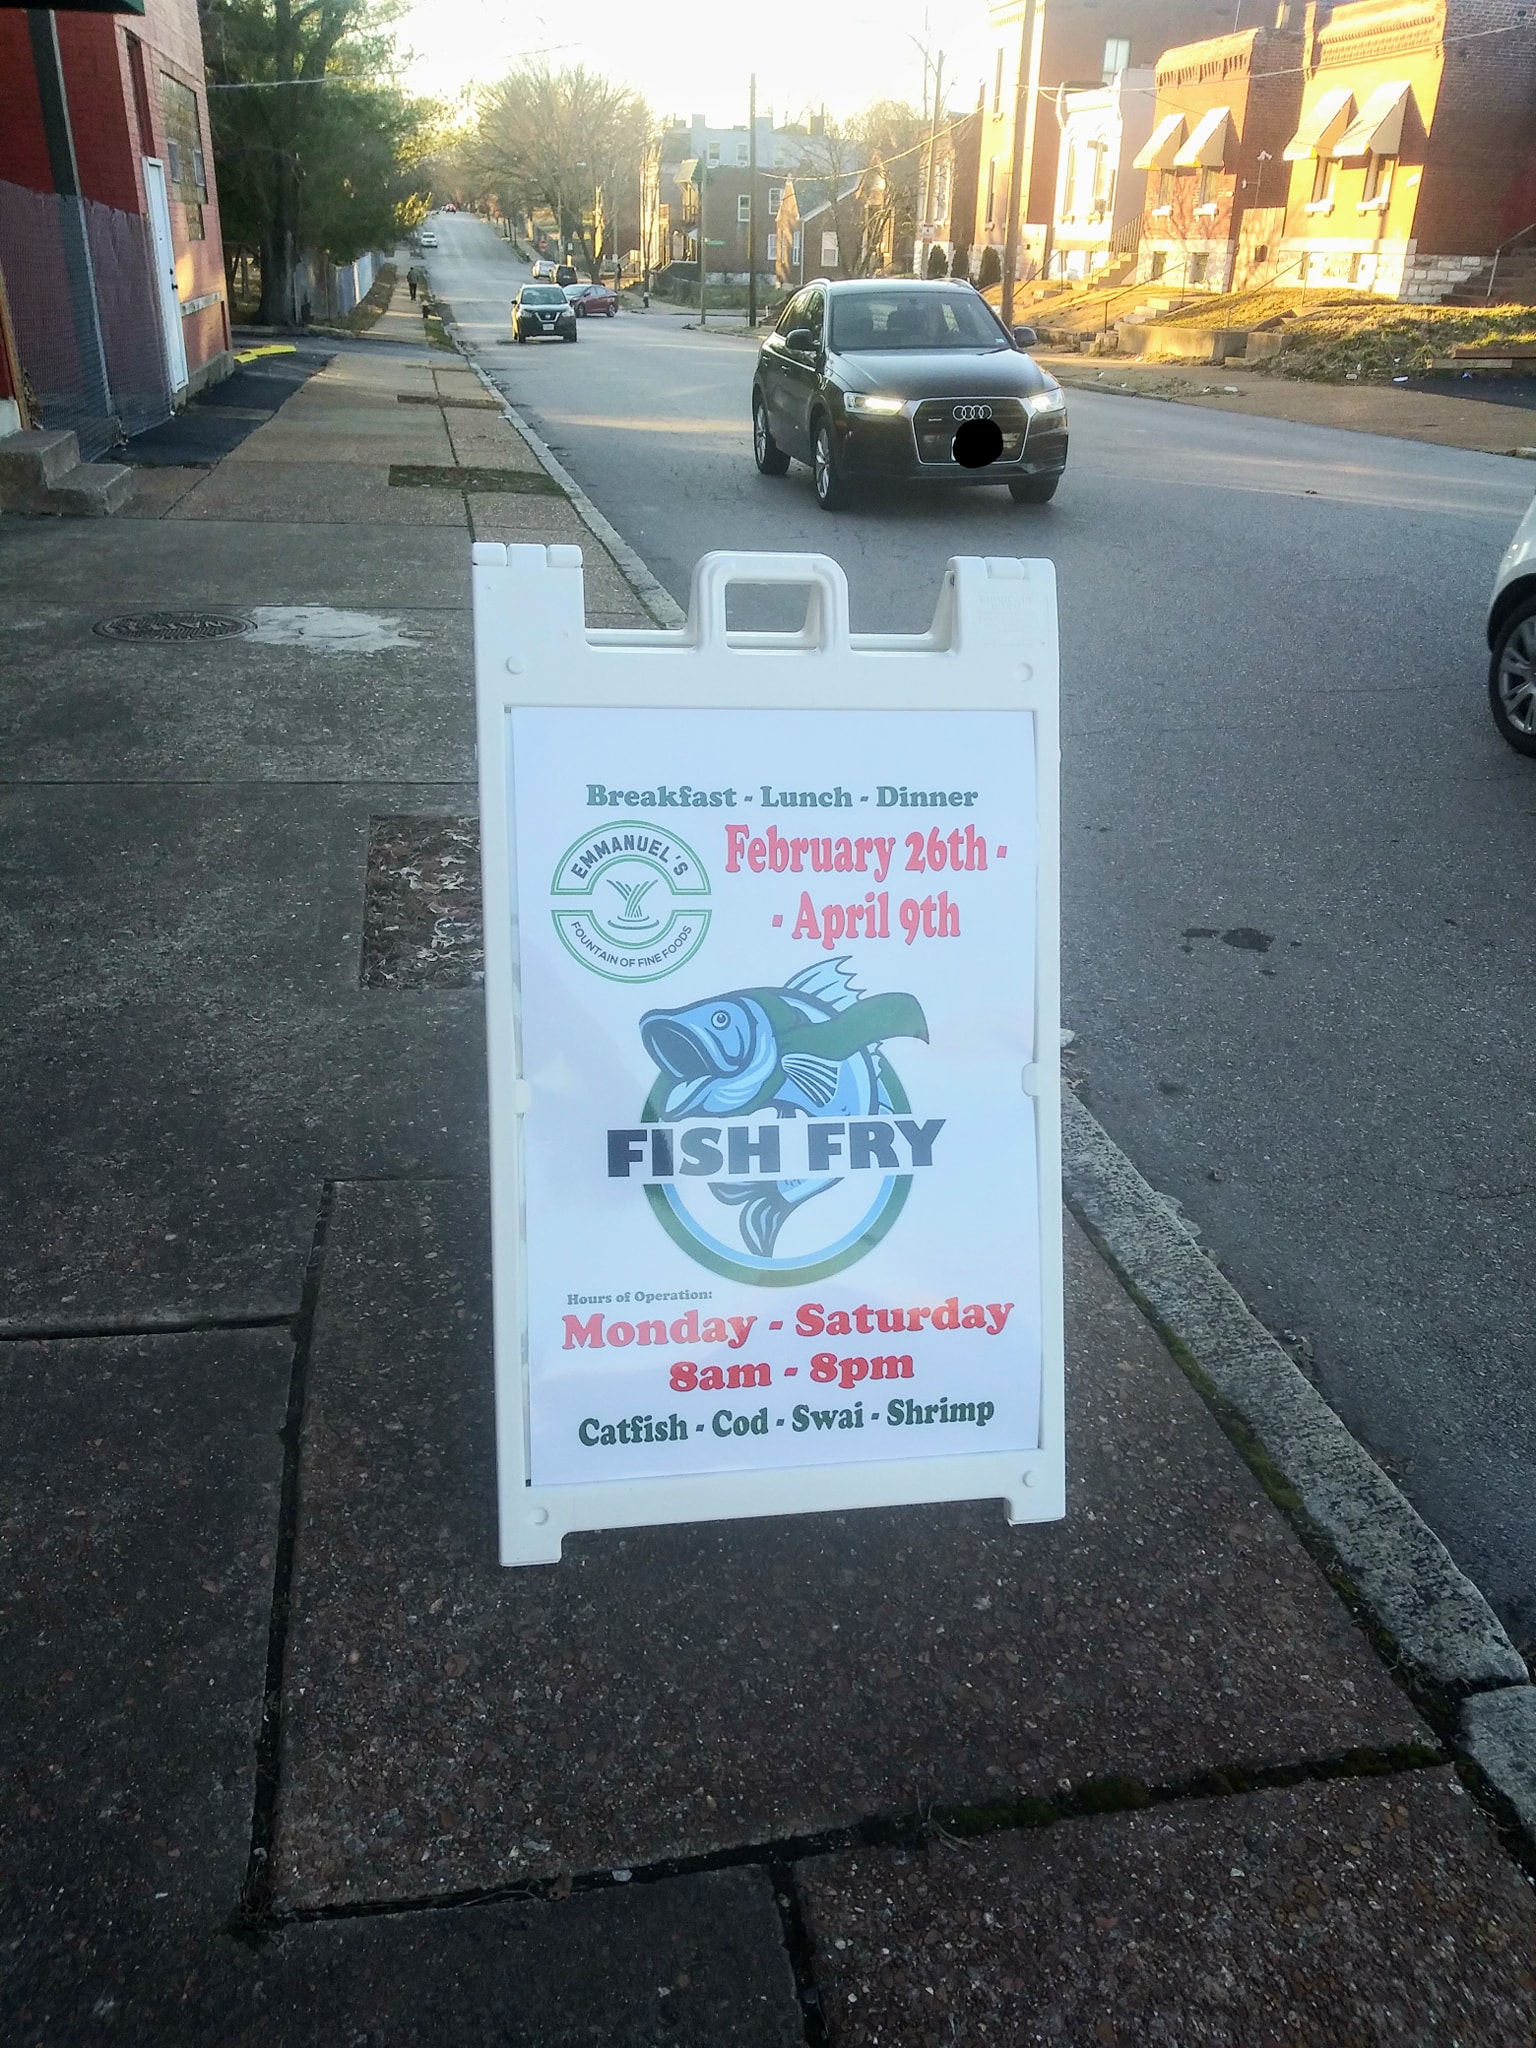 Breakfast - Lunch - Dinner
EMMANUEL'S
FOUNTAIN OF FINE FOODS
February 26th -
- April 9th
FISH FRY
Hours of Operation:
Monday - Saturday
8am - 8pm
Catfish - Cod - Swai - Shrimp